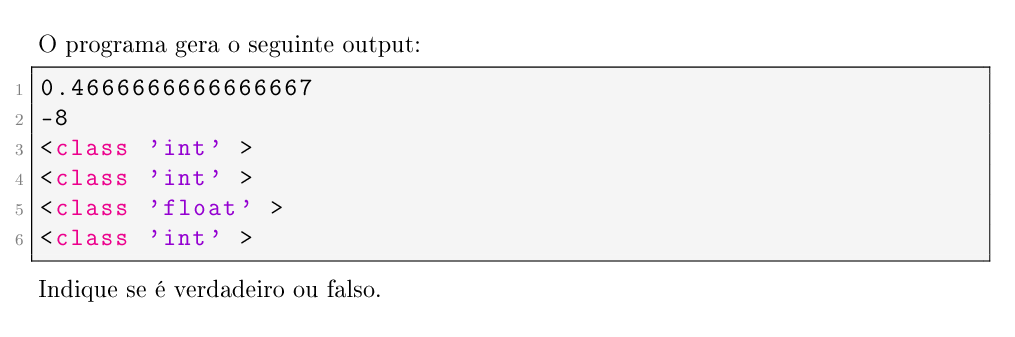 O programa gera o seguinte output:
1 0.4666666666666667
2 -8
3 <class 'int' >
4 <class 'int' >
5 <class 'float' >
6 <class 'int' >
Indique se é verdadeiro ou falso.